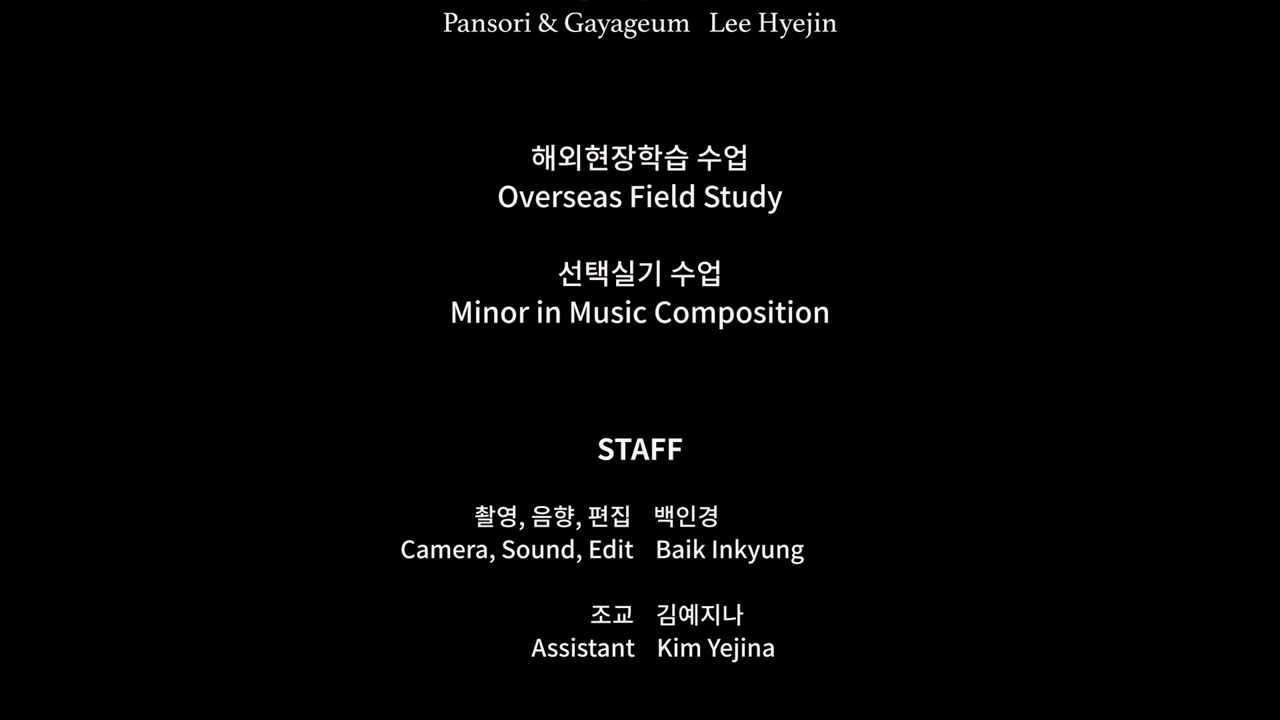 Pansori & Gayageum Lee Hyejin
해외현장학습 수업
Overseas Field Study
선택실기 수업
Minor in Music Composition
STAFF
촬영, 음향, 편집 백인경
Camera, Sound, Edit Baik Inkyung
조교 김예지나
Assistant Kim Yejina